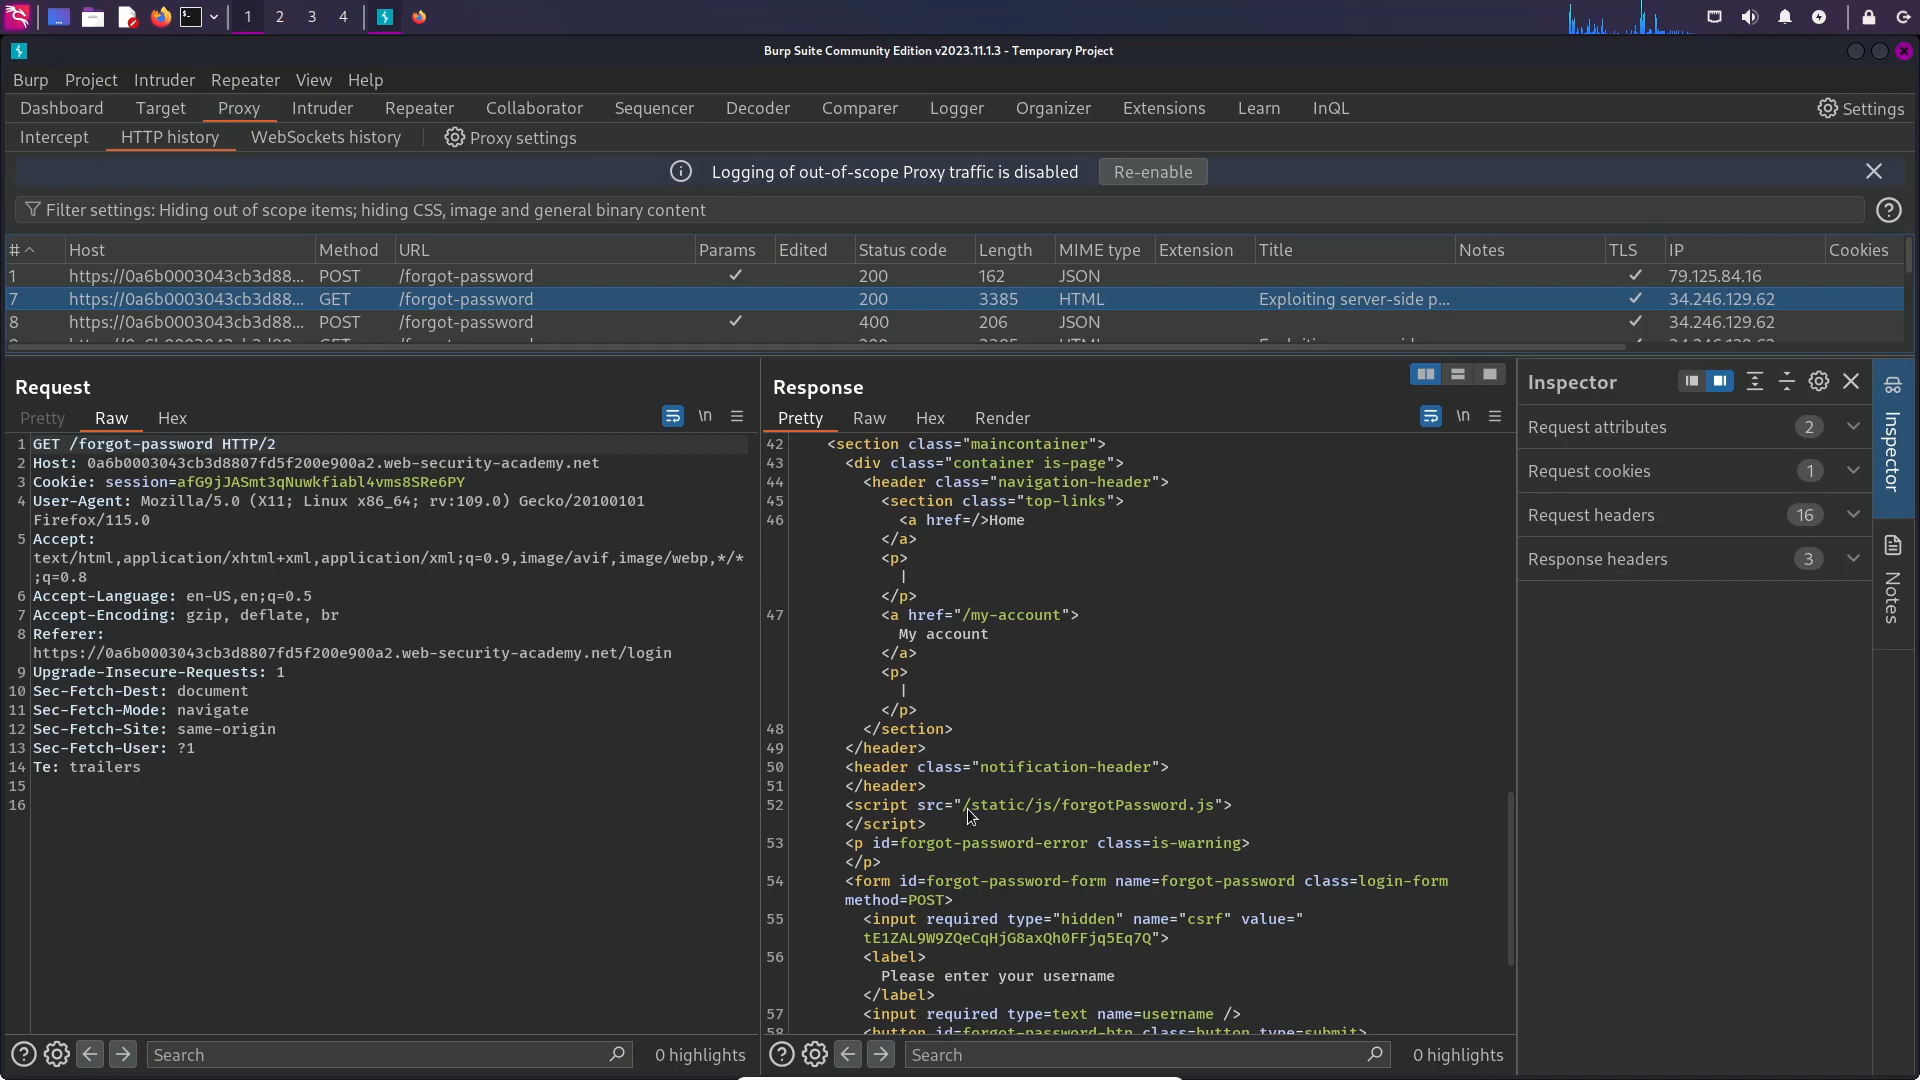 1 2 3 4
Burp Suite Community Edition v2023.11.1.3 - Temporary Project
Burp Project Intruder Repeater View Help
Dashboard Target Proxy Intruder Repeater Collaborator Sequencer Decoder Comparer Logger Organizer Extensions Learn InQL Settings
Intercept HTTP history WebSockets history Proxy settings
Logging of out-of-scope Proxy traffic is disabled Re-enable
Filter settings: Hiding out of scope items; hiding CSS, image and general binary content
# Host Method URL Params Edited Status code Length MIME type Extension Title Notes TLS IP Cookies
1 https://0a6b0003043cb3d88... POST /forgot-password ✓ 200 162 JSON ✓ 79.125.84.16
7 https://0a6b0003043cb3d88... GET /forgot-password 200 3385 HTML Exploiting server-side p... ✓ 34.246.129.62
8 https://0a6b0003043cb3d88... POST /forgot-password ✓ 400 206 JSON ✓ 34.246.129.62
Request
Pretty Raw Hex \n
1 GET /forgot-password HTTP/2
2 Host: 0a6b0003043cb3d8807fd5f200e900a2.web-security-academy.net
3 Cookie: session=afG9jJASmt3qNuwkfiabl4vms8SRe6PY
4 User-Agent: Mozilla/5.0 (X11; Linux x86_64; rv:109.0) Gecko/20100101
Firefox/115.0
5 Accept:
text/html,application/xhtml+xml,application/xml;q=0.9,image/avif,image/webp,*/*
;q=0.8
6 Accept-Language: en-US,en;q=0.5
7 Accept-Encoding: gzip, deflate, br
8 Referer:
https://0a6b0003043cb3d8807fd5f200e900a2.web-security-academy.net/login
9 Upgrade-Insecure-Requests: 1
10 Sec-Fetch-Dest: document
11 Sec-Fetch-Mode: navigate
12 Sec-Fetch-Site: same-origin
13 Sec-Fetch-User: ?1
14 Te: trailers
15
16
Search 0 highlights
Response
Pretty Raw Hex Render \n
42 <section class="maincontainer">
43 <div class="container is-page">
44 <header class="navigation-header">
45 <section class="top-links">
46 <a href=/>Home
</a>
<p>
|
</p>
47 <a href="/my-account">
My account
</a>
<p>
|
</p>
48 </section>
49 </header>
50 <header class="notification-header">
51 </header>
52 <script src="/static/js/forgotPassword.js">
</script>
53 <p id=forgot-password-error class=is-warning>
</p>
54 <form id=forgot-password-form name=forgot-password class=login-form
method=POST>
55 <input required type="hidden" name="csrf" value="
tE1ZAL9W9ZQeCqHjG8axQh0FFjq5Eq7Q">
56 <label>
Please enter your username
</label>
57 <input required type=text name=username />
58 <button id=forgot-password-btn class=button type=submit>
Search 0 highlights
Inspector
Request attributes 2
Request cookies 1
Request headers 16
Response headers 3
Inspector
Notes